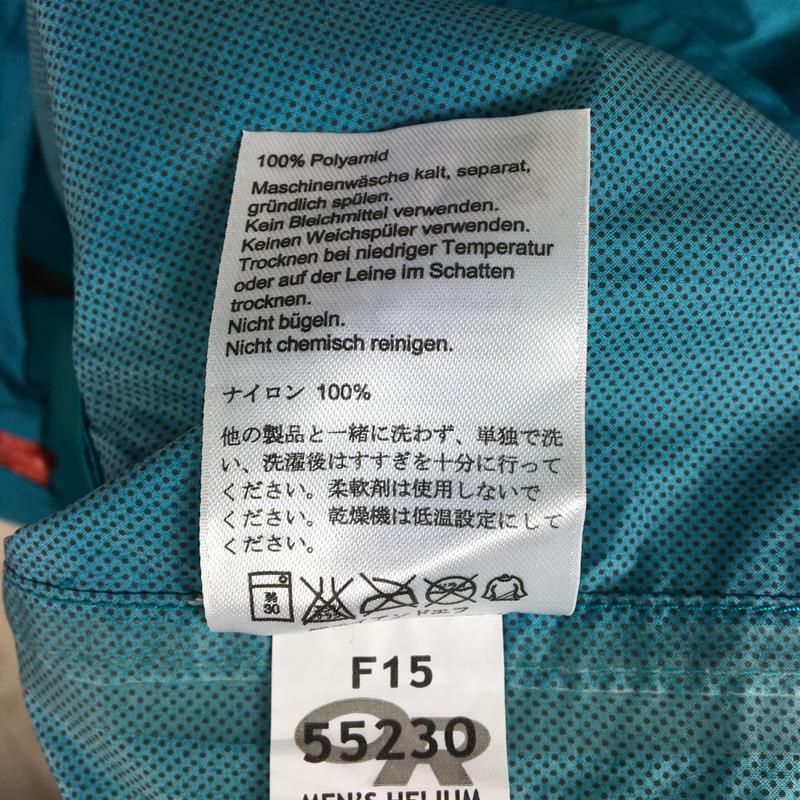 100% Polyamid
Maschinenwäsche kalt, separat,
gründlich spülen.
Kein Bleichmittel verwenden.
Keinen Weichspüler verwenden.
Trocknen bei niedriger Temperatur
oder auf der Leine im Schatten
trocknen.
Nicht bügeln.
Nicht chemisch reinigen.
ナイロン 100%
他の製品と一緒に洗わず、単独で洗
い、洗濯後はすすぎを十分に行って
ください。柔軟剤は使用しないで
ください。乾燥機は低温設定にして
ください。
弱
30
F15
OR
55230
MEN'S HELIUM